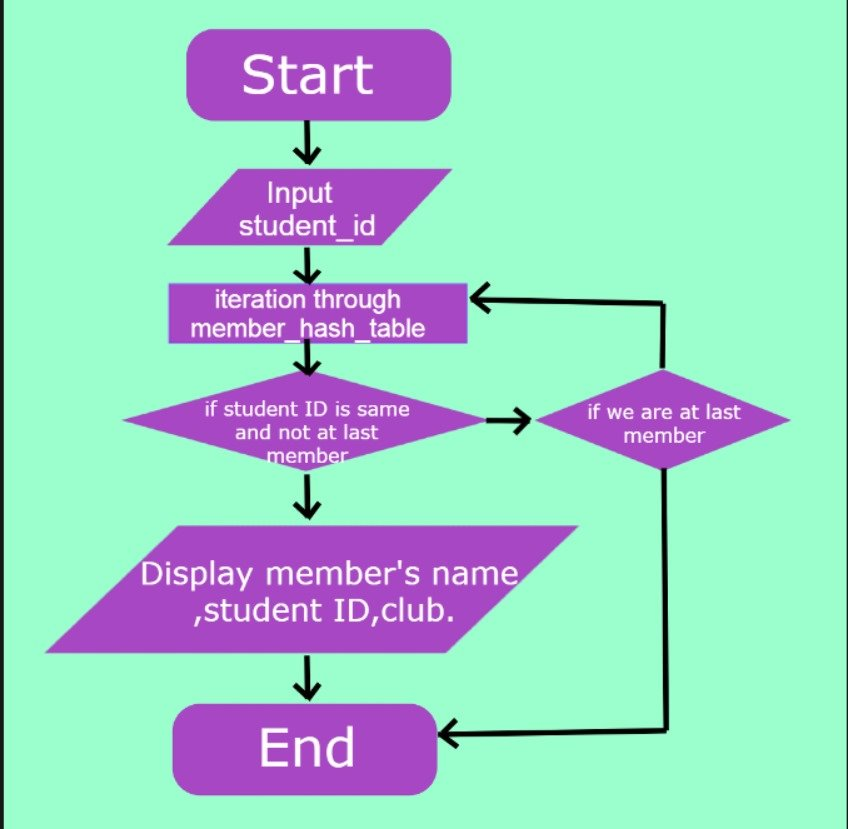 Start
Input
student_id
iteration through
member_hash_table
if student ID is same
and not at last
member
if we are at last
member
Display member's name
,student ID,club.
End